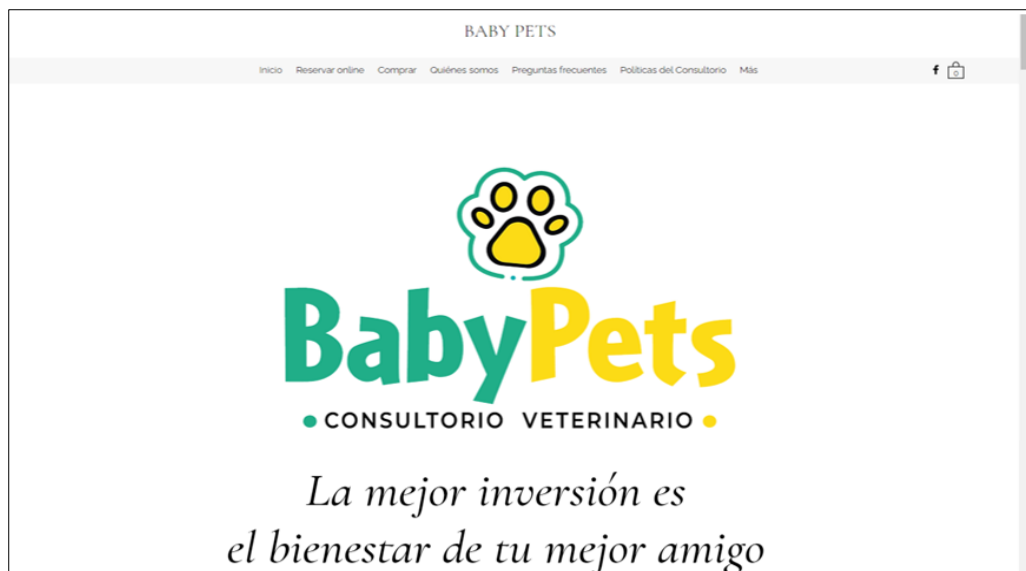 BABY PETS
Inicio Reservar online Comprar Quiénes somos Preguntas frecuentes Políticas del Consultorio Más
0
BabyPets
CONSULTORIO VETERINARIO
La mejor inversión es
el bienestar de tu mejor amigo